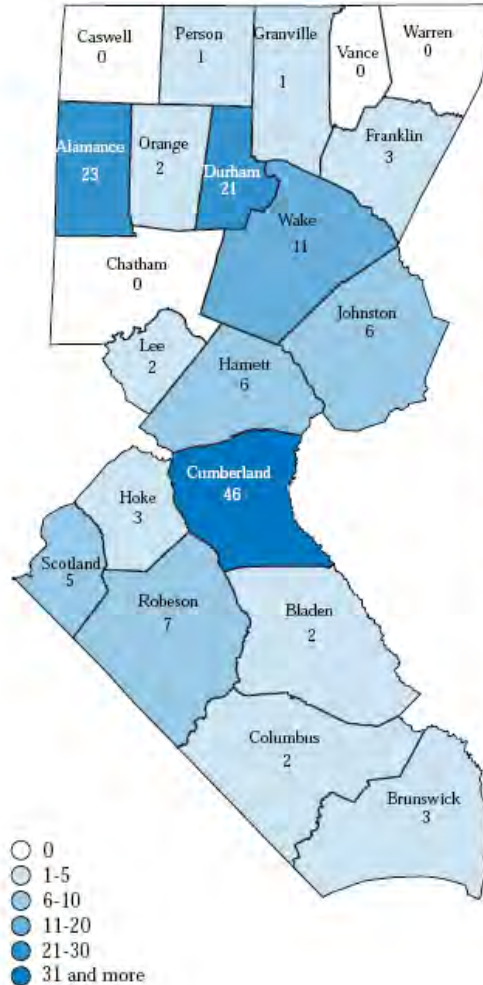 Caswell
0
Person
1
Granville
1
Vance
0
Warren
0
Alamance
23
Orange
2
Durham
21
Franklin
3
Wake
11
Chatham
0
Johnston
6
Lee
2
Harnett
6
Cumberland
46
Hoke
3
Scotland
5
Robeson
7
Bladen
2
Columbus
2
Brunswick
3
0
1-5
6-10
11-20
21-30
31 and more